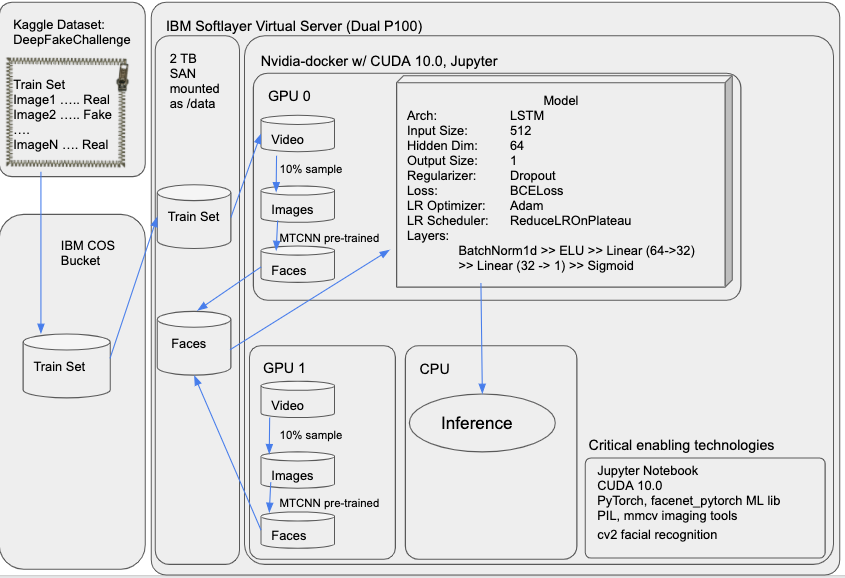 Kaggle Dataset:
DeepFakeChallenge
Train Set
Image1 ..... Real
Image2 ..... Fake
....
ImageN .... Real
IBM COS
Bucket
Train Set
IBM Softlayer Virtual Server (Dual P100)
2 TB
SAN
mounted
as /data
Train Set
Faces
Nvidia-docker w/ CUDA 10.0, Jupyter
GPU 0
Video
10% sample
Images
MTCNN pre-trained
Faces
Model
Arch: LSTM
Input Size: 512
Hidden Dim: 64
Output Size: 1
Regularizer: Dropout
Loss: BCELoss
LR Optimizer: Adam
LR Scheduler: ReduceLROnPlateau
Layers:
BatchNorm1d >> ELU >> Linear (64->32)
>> Linear (32 -> 1) >> Sigmoid
GPU 1
Video
10% sample
Images
MTCNN pre-trained
Faces
CPU
Inference
Critical enabling technologies
Jupyter Notebook
CUDA 10.0
PyTorch, facenet_pytorch ML lib
PIL, mmcv imaging tools
cv2 facial recognition